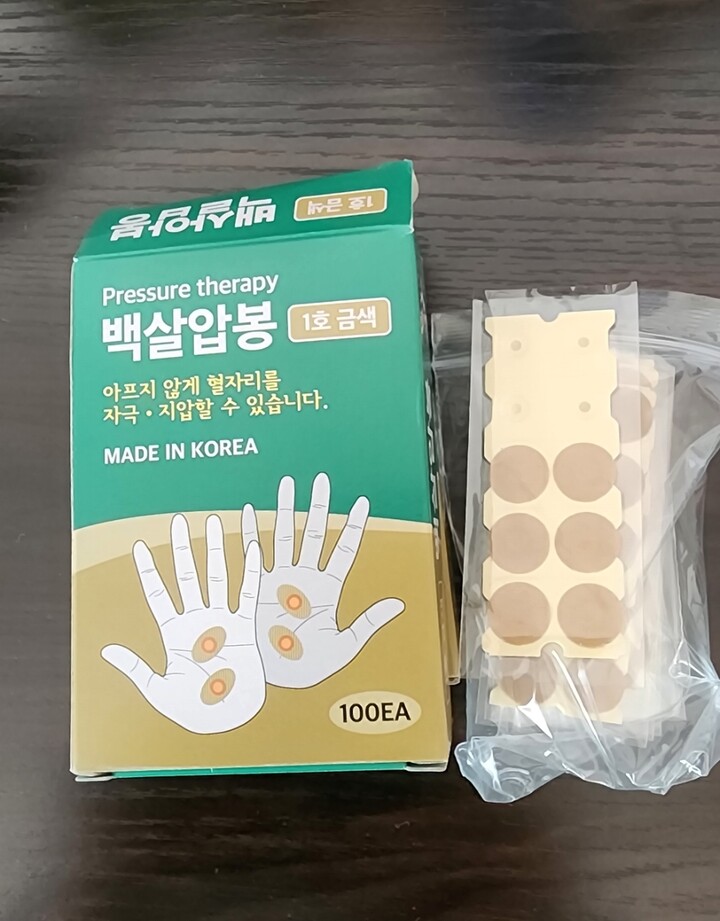 백살압봉 1호 금색
Pressure therapy
백살압봉 1호 금색
아프지 않게 혈자리를
자극·지압할 수 있습니다.
MADE IN KOREA
100EA